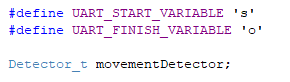 #define UART_START_VARIABLE 's'
#define UART_FINISH_VARIABLE 'o'
Detector_t movementDetector;